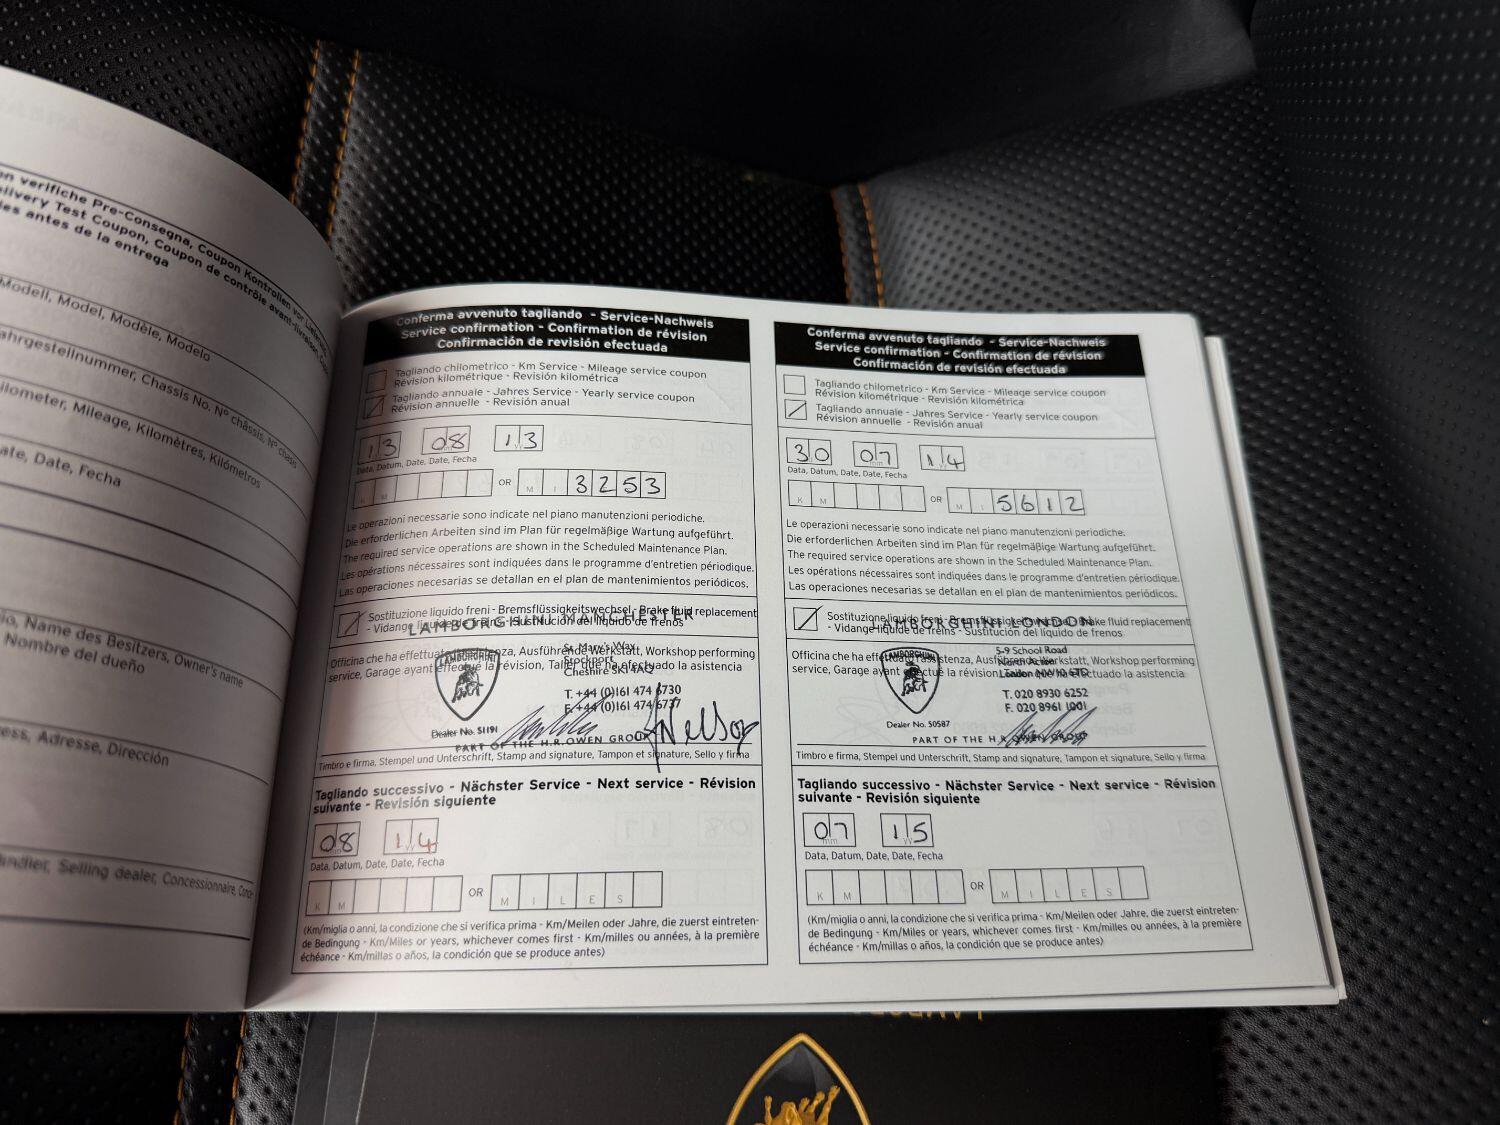 on verifiche Pre-Consegna, Coupon Kontrollen vor Lieferung
elivery Test Coupon, Coupon de contrôle avant-livraison
les antes de la entrega
Modell, Model, Modèle, Modelo
ahrgestellnummer, Chassis No, N° châssis, N° chasis
ilometer, Mileage, Kilomètres, Kilómetros
ate, Date, Fecha
io, Name des Besitzers, Owner's name
Nombre del dueño
ess, Adresse, Dirección
Händler, Selling dealer, Concessionnaire,
Conferma avvenuto tagliando - Service-Nachweis
Service confirmation - Confirmation de révision
Confirmación de revisión efectuada
Tagliando chilometrico - Km Service - Mileage service coupon
Révision kilométrique - Revisión kilométrica
Tagliando annuale - Jahres Service - Yearly service coupon
Révision annuelle - Revisión anual
13 08 13
Data, Datum, Date, Date, Fecha
K M OR M I 3253
Le operazioni necessarie sono indicate nel piano manutenzioni periodiche.
Die erforderlichen Arbeiten sind im Plan für regelmäßige Wartung aufgeführt.
The required service operations are shown in the Scheduled Maintenance Plan.
Les opérations nécessaires sont indiquées dans le programme d'entretien périodique.
Las operaciones necesarias se detallan en el plan de mantenimientos periódicos.
Sostituzione liquido freni - Bremsflüssigkeitswechsel - Brake fluid replacement
- Vidange liquide de freins - Sustitución del líquido de frenos
LAMBORGHINI MANCHESTER
Officina che ha effettuato l'assistenza, Ausführende Werkstatt, Workshop performing
service, Garage ayant effectué la révision, Taller que ha efectuado la asistencia
LAMBORGHINI
St. Mary's Way
Stockport
Cheshire SK1 4AQ
T. +44 (0)161 474 6730
F. +44 (0)161 474 6737
Dealer No. 51191
Nelson
PART OF THE H.R. OWEN GROUP
Timbro e firma, Stempel und Unterschrift, Stamp and signature, Tampon et signature, Sello y firma
Tagliando successivo - Nächster Service - Next service - Révision
suivante - Revisión siguiente
08 14
Data, Datum, Date, Date, Fecha
K M OR M I L E S
(Km/miglia o anni, la condizione che si verifica prima - Km/Meilen oder Jahre, die zuerst eintreten-
de Bedingung - Km/Miles or years, whichever comes first - Km/milles ou années, à la première
échéance - Km/millas o años, la condición que se produce antes)
Conferma avvenuto tagliando - Service-Nachweis
Service confirmation - Confirmation de révision
Confirmación de revisión efectuada
Tagliando chilometrico - Km Service - Mileage service coupon
Révision kilométrique - Revisión kilométrica
Tagliando annuale - Jahres Service - Yearly service coupon
Révision annuelle - Revisión anual
30 07 14
Data, Datum, Date, Date, Fecha
K M OR M I 5612
Le operazioni necessarie sono indicate nel piano manutenzioni periodiche.
Die erforderlichen Arbeiten sind im Plan für regelmäßige Wartung aufgeführt.
The required service operations are shown in the Scheduled Maintenance Plan.
Les opérations nécessaires sont indiquées dans le programme d'entretien périodique.
Las operaciones necesarias se detallan en el plan de mantenimientos periódicos.
Sostituzione liquido freni - Bremsflüssigkeitswechsel - Brake fluid replacement
- Vidange liquide de freins - Sustitución del líquido de frenos
LAMBORGHINI LONDON
Officina che ha effettuato l'assistenza, Ausführende Werkstatt, Workshop performing
service, Garage ayant effectué la révision, Taller que ha efectuado la asistencia
LAMBORGHINI
5-9 School Road
North Acton
London NW10 6TD
T. 020 8930 6252
F. 020 8961 1001
Dealer No. 50587
PART OF THE H.R. OWEN GROUP
Timbro e firma, Stempel und Unterschrift, Stamp and signature, Tampon et signature, Sello y firma
Tagliando successivo - Nächster Service - Next service - Révision
suivante - Revisión siguiente
07 15
Data, Datum, Date, Date, Fecha
K M OR M I L E S
(Km/miglia o anni, la condizione che si verifica prima - Km/Meilen oder Jahre, die zuerst eintreten-
de Bedingung - Km/Miles or years, whichever comes first - Km/milles ou années, à la première
échéance - Km/millas o años, la condición que se produce antes)